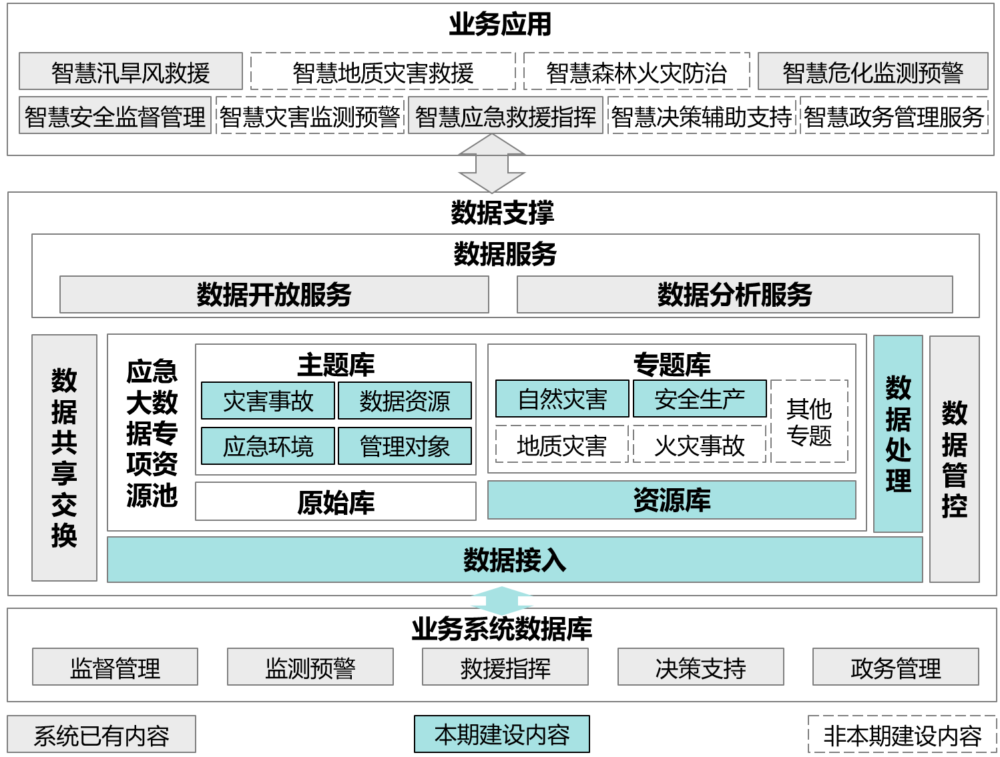 业务应用
智慧汛旱风救援
智慧地质灾害救援
智慧森林火灾防治
智慧危化监测预警
智慧安全监督管理
智慧灾害监测预警
智慧应急救援指挥
智慧决策辅助支持
智慧政务管理服务
数据支撑
数据服务
数据开放服务
数据分析服务
数
据
共
享
交
换
应急
大数
据专
项资
源池
主题库
灾害事故
数据资源
应急环境
管理对象
原始库
专题库
自然灾害
安全生产
地质灾害
火灾事故
其他
专题
资源库
数
据
处
理
数
据
管
控
数据接入
业务系统数据库
监督管理
监测预警
救援指挥
决策支持
政务管理
系统已有内容
本期建设内容
非本期建设内容